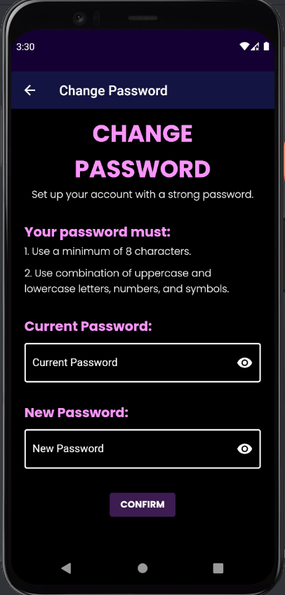 3:30
Change Password
CHANGE
PASSWORD
Set up your account with a strong password.
Your password must:
1. Use a minimum of 8 characters.
2. Use combination of uppercase and
lowercase letters, numbers, and symbols.
Current Password:
Current Password
New Password:
New Password
CONFIRM